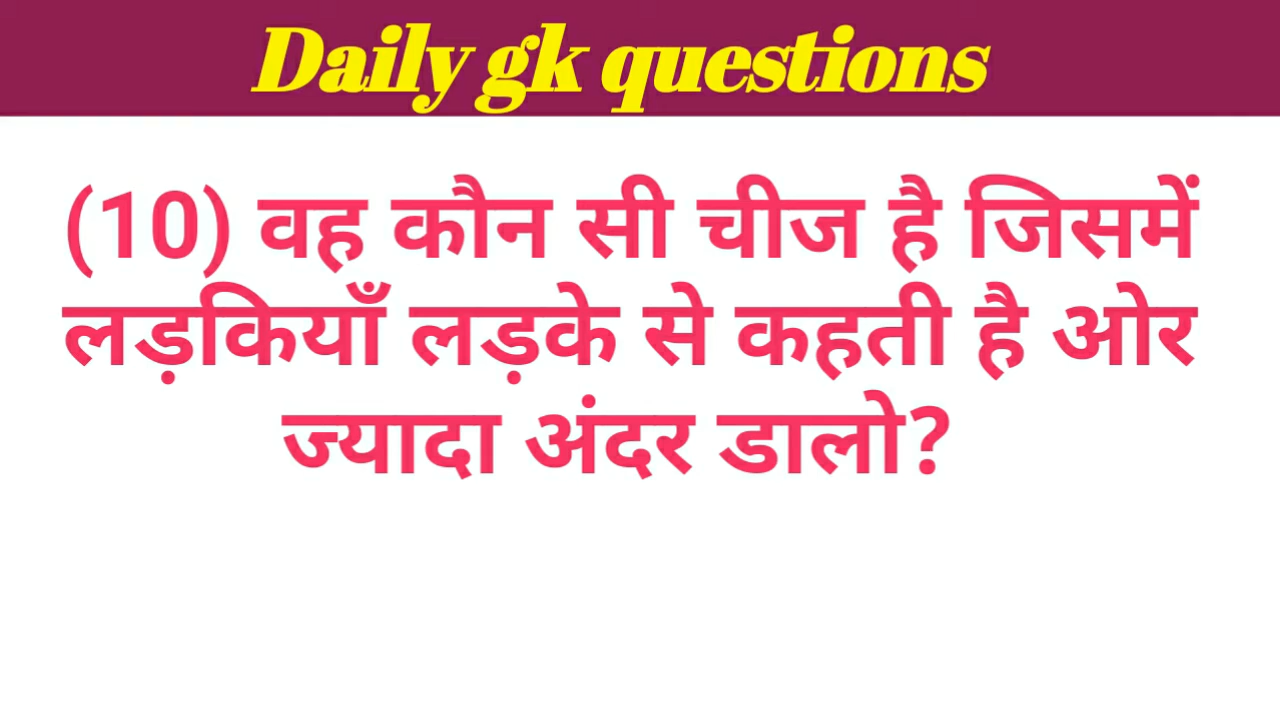 Daily gk questions
(10) वह कौन सी चीज है जिसमें
लड़कियाँ लड़के से कहती है ओर
ज्यादा अंदर डालो?